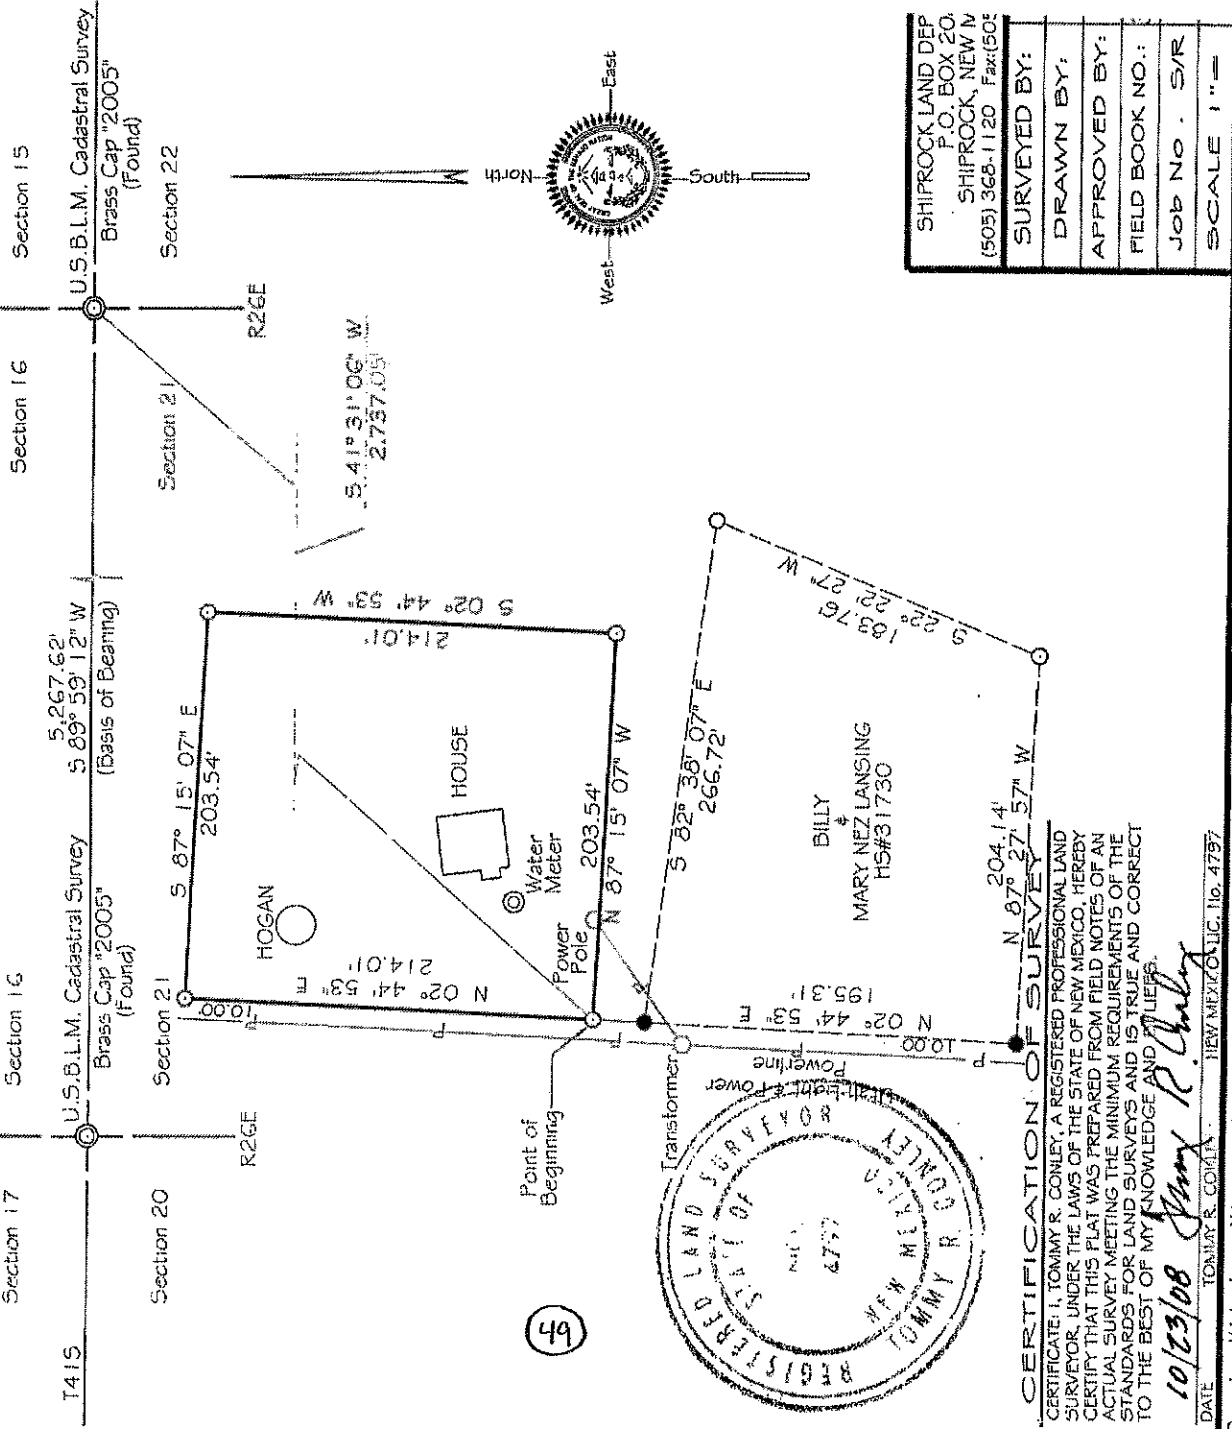 Section 17
Section 16
Section 16
Section 15
T41S
U.S.B.L.M. Cadastral Survey
Brass Cap "2005"
(Found)
5,267.62'
S 89° 59' 12" W
(Basis of Bearing)
U.S.B.L.M. Cadastral Survey
Brass Cap "2005"
(Found)
Section 20
Section 21
Section 21
Section 22
R26E
R26E
S 87° 15' 07" E
203.54'
S 41° 31' 06" W
2,737.05'
10.00'
N 02° 44' 53" E
214.01'
HOGAN
HOUSE
Water
Meter
S 02° 44' 53" W
214.01'
Power
Pole
203.54'
N 87° 15' 07" W
Point of
Beginning
Transformer
P
P
P
P
P
P
Utah Light & Power
Powerline
10.00'
N 02° 44' 53" E
195.31'
S 82° 38' 07" E
266.72'
BILLY
&
MARY NEZ LANSING
HS#31730
S 22° 22' 27" W
183.76'
204.14'
N 87° 27' 57" W
North
West
East
South
49
REGISTERED LAND SURVEYOR
STATE OF
NEW MEXICO
4797
TOMMY R CONLEY
CERTIFICATION OF SURVEY
CERTIFICATE: I, TOMMY R. CONLEY, A REGISTERED PROFESSIONAL LAND
SURVEYOR, UNDER THE LAWS OF THE STATE OF NEW MEXICO, HEREBY
CERTIFY THAT THIS PLAT WAS PREPARED FROM FIELD NOTES OF AN
ACTUAL SURVEY MEETING THE MINIMUM REQUIREMENTS OF THE
STANDARDS FOR LAND SURVEYS AND IS TRUE AND CORRECT
TO THE BEST OF MY KNOWLEDGE AND BELIEF.
10/23/08 Tommy R. Conley
DATE TOMMY R. CONLEY NEW MEXICO LIC. No. 4797
SHIPROCK LAND DEP
P.O. BOX 20
SHIPROCK, NEW M
(505) 368-1120 Fax:(505
SURVEYED BY:
DRAWN BY:
APPROVED BY:
FIELD BOOK NO.:
Job No. S/R
SCALE 1"=